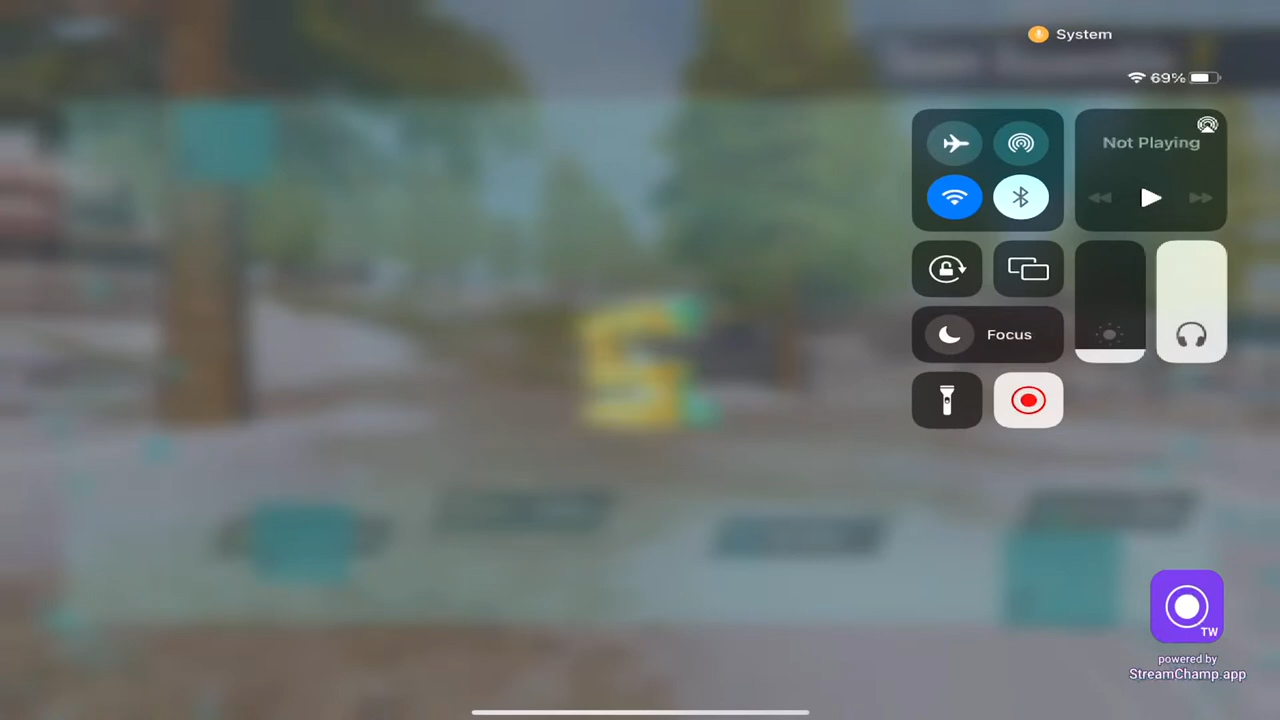 System
69%
Not Playing
Focus
TW
powered by
StreamChamp.app